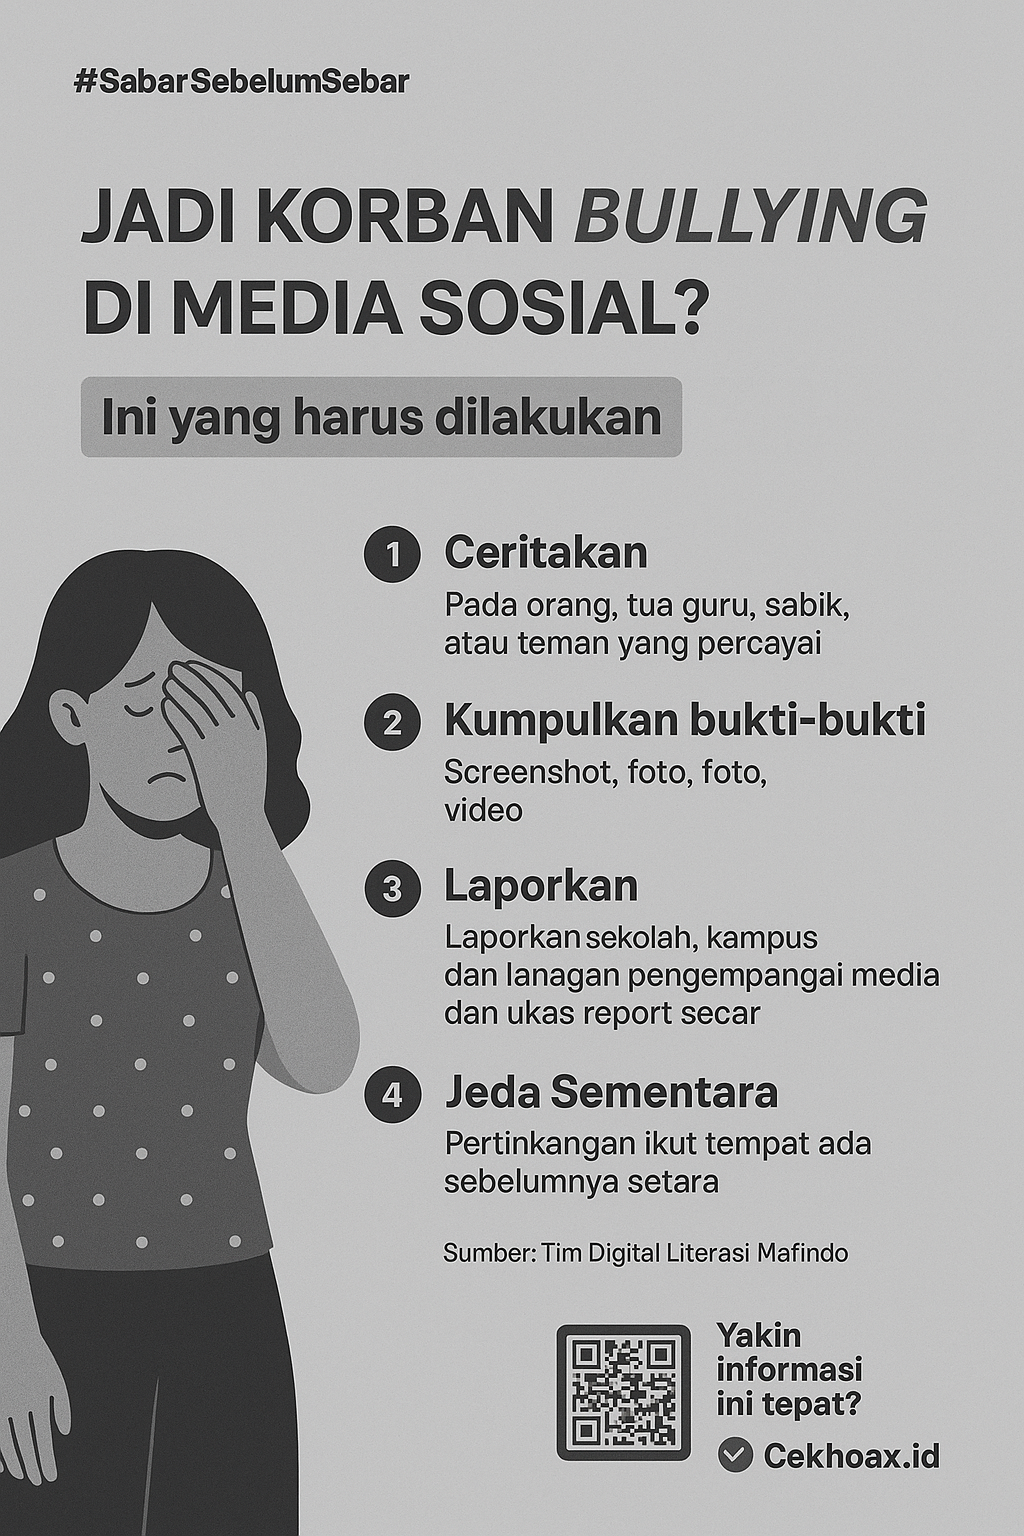 #SabarSebelumSebar
JADI KORBAN BULLYING
DI MEDIA SOSIAL?
Ini yang harus dilakukan
1 Ceritakan
Pada orang, tua guru, sabik,
atau teman yang percayai
2 Kumpulkan bukti-bukti
Screenshot, foto, foto,
video
3 Laporkan
Laporkan sekolah, kampus
dan lanagan pengempangai media
dan ukas report secar
4 Jeda Sementara
Pertinkangan ikut tempat ada
sebelumnya setara
Sumber: Tim Digital Literasi Mafindo
Yakin
informasi
ini tepat?
Cekhoax.id